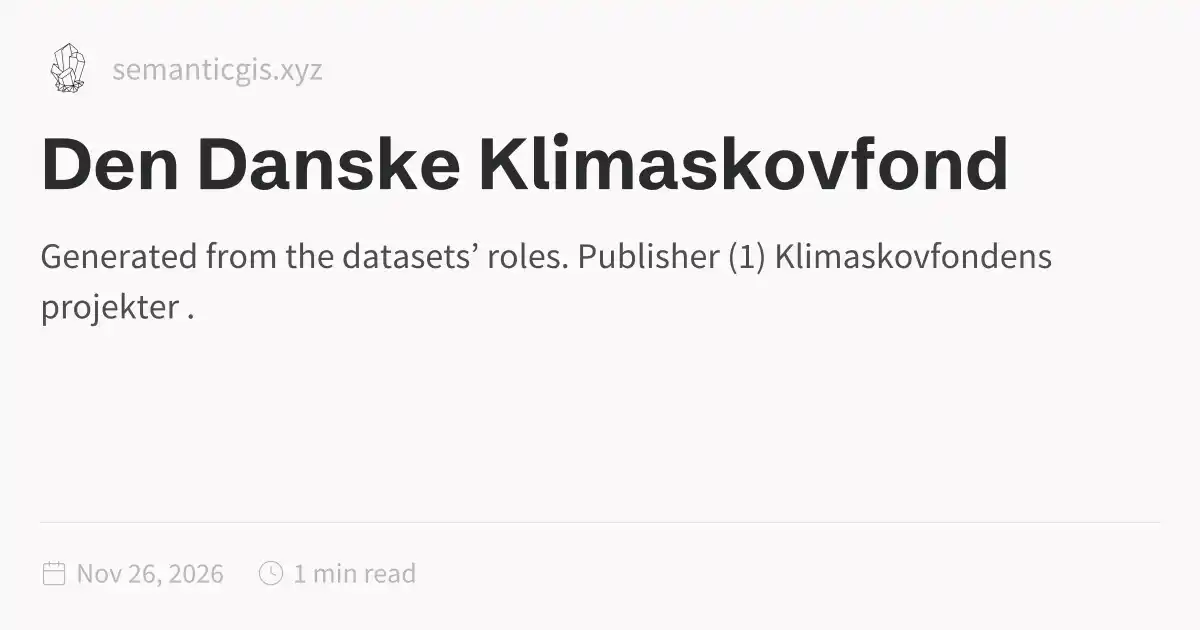 semanticgis.xyz
Den Danske Klimaskovfond
Generated from the datasets’ roles. Publisher (1) Klimaskovfondens
projekter .
Nov 26, 2026 1 min read